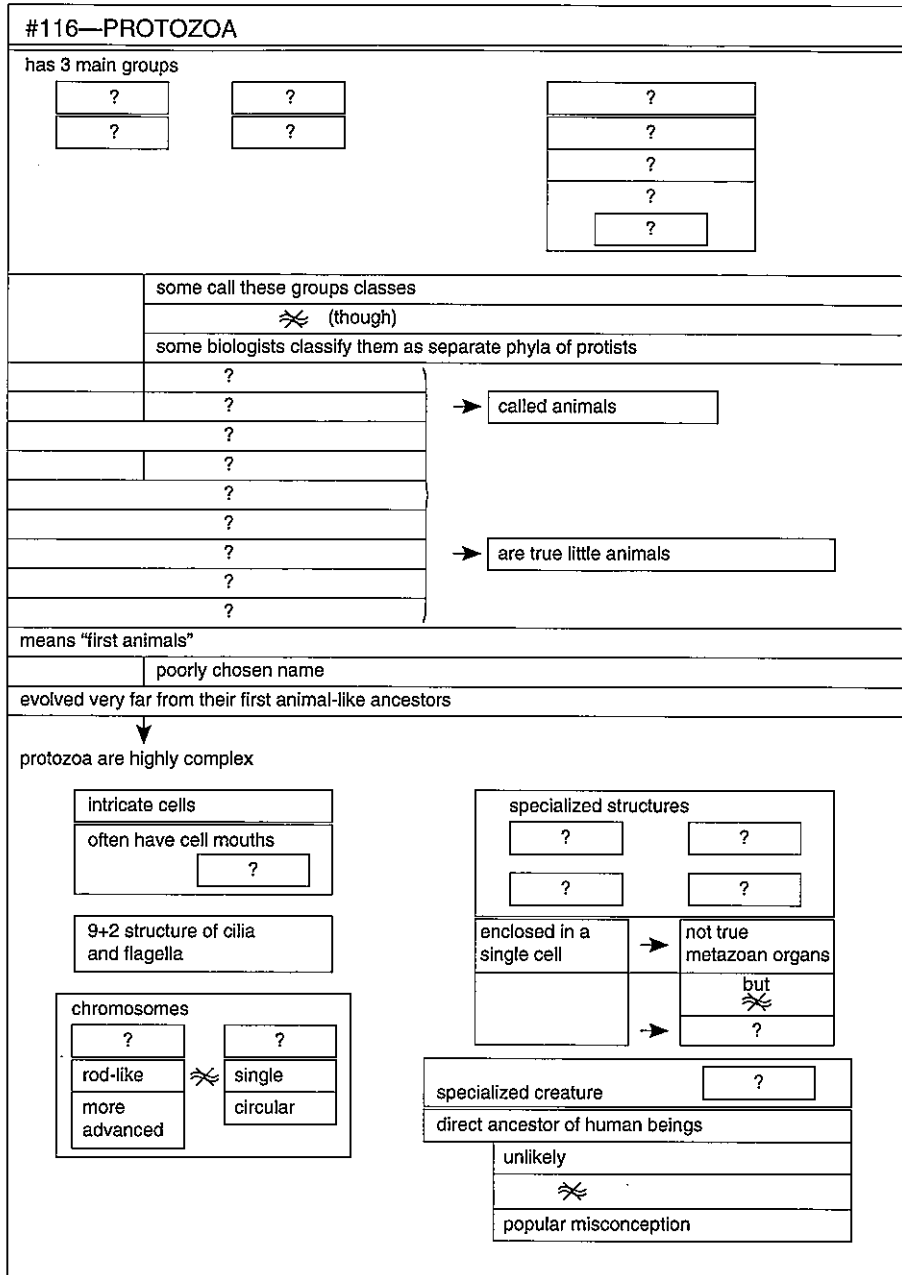 #116—PROTOZOA
has 3 main groups
? ? ?
? ? ?
?
?
?
some call these groups classes
(though)
some biologists classify them as separate phyla of protists
?
? called animals
?
?
?
?
? are true little animals
?
?
means “first animals”
poorly chosen name
evolved very far from their first animal-like ancestors
protozoa are highly complex
intricate cells
often have cell mouths
?
9+2 structure of cilia
and flagella
chromosomes
? ?
rod-like single
more circular
advanced
specialized structures
? ?
? ?
enclosed in a not true
single cell metazoan organs
but
?
specialized creature ?
direct ancestor of human beings
unlikely
popular misconception